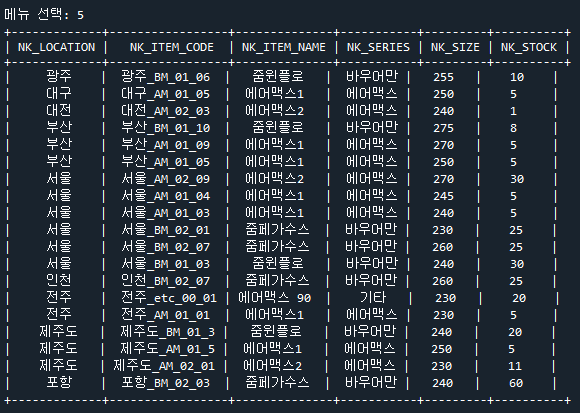 메뉴 선택: 5
+------------+---------------+--------------+-----------+---------+----------+
| NK_LOCATION | NK_ITEM_CODE | NK_ITEM_NAME | NK_SERIES | NK_SIZE | NK_STOCK |
+------------+---------------+--------------+-----------+---------+----------+
| 광주 | 광주_BM_01_06 | 줌윈플로 | 바우어만 | 255 | 10 |
| 대구 | 대구_AM_01_05 | 에어맥스1 | 에어맥스 | 250 | 5 |
| 대전 | 대전_AM_02_03 | 에어맥스2 | 에어맥스 | 240 | 1 |
| 부산 | 부산_BM_01_10 | 줌윈플로 | 바우어만 | 275 | 8 |
| 부산 | 부산_AM_01_09 | 에어맥스1 | 에어맥스 | 270 | 5 |
| 부산 | 부산_AM_01_05 | 에어맥스1 | 에어맥스 | 250 | 5 |
| 서울 | 서울_AM_02_09 | 에어맥스2 | 에어맥스 | 270 | 30 |
| 서울 | 서울_AM_01_04 | 에어맥스1 | 에어맥스 | 245 | 5 |
| 서울 | 서울_AM_01_03 | 에어맥스1 | 에어맥스 | 240 | 5 |
| 서울 | 서울_BM_02_01 | 줌페가수스 | 바우어만 | 230 | 25 |
| 서울 | 서울_BM_02_07 | 줌페가수스 | 바우어만 | 260 | 25 |
| 서울 | 서울_BM_01_03 | 줌윈플로 | 바우어만 | 240 | 30 |
| 인천 | 인천_BM_02_07 | 줌페가수스 | 바우어만 | 260 | 25 |
| 전주 | 전주_etc_00_01 | 에어맥스 90 | 기타 | 230 | 20 |
| 전주 | 전주_AM_01_01 | 에어맥스1 | 에어맥스 | 230 | 5 |
| 제주도 | 제주도_BM_01_3 | 줌윈플로 | 바우어만 | 240 | 20 |
| 제주도 | 제주도_AM_01_5 | 에어맥스1 | 에어맥스 | 250 | 5 |
| 제주도 | 제주도_AM_02_01 | 에어맥스2 | 에어맥스 | 230 | 11 |
| 포항 | 포항_BM_02_03 | 줌페가수스 | 바우어만 | 240 | 60 |
+------------+---------------+--------------+-----------+---------+----------+